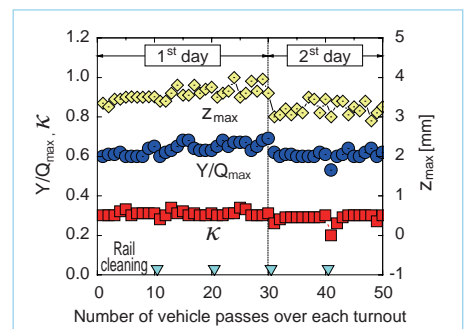 1st day
2nd day
Y/Qmax, κ
1.2
1.0
0.8
0.6
0.4
0.2
0.0
zmax
Y/Qmax
κ
Rail
cleaning
5
4
3
2
1
0
-1
zmax [mm]
0 10 20 30 40 50
Number of vehicle passes over each turnout